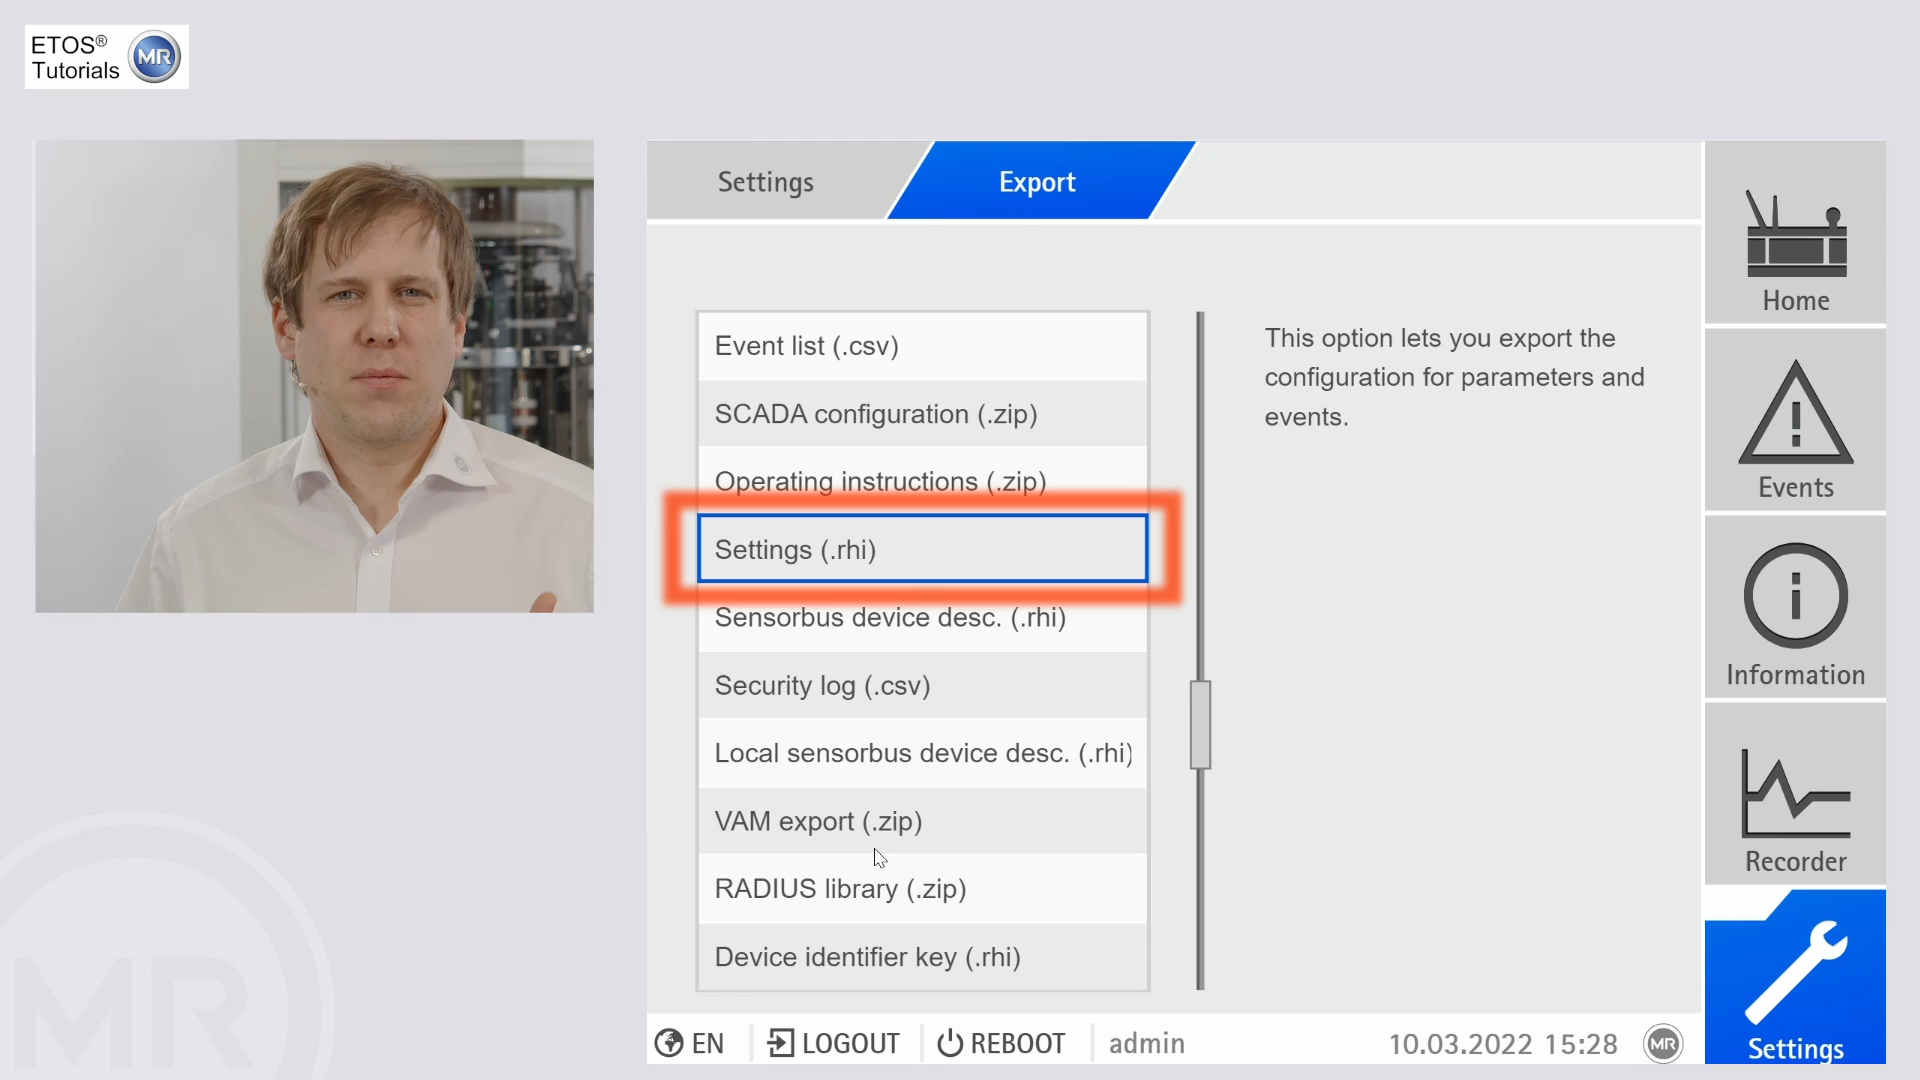 ETOS®
Tutorials
MR
Settings
Export
Event list (.csv)
SCADA configuration (.zip)
Operating instructions (.zip)
Settings (.rhi)
Sensorbus device desc. (.rhi)
Security log (.csv)
Local sensorbus device desc. (.rhi)
VAM export (.zip)
RADIUS library (.zip)
Device identifier key (.rhi)
This option lets you export the
configuration for parameters and
events.
Home
Events
Information
Recorder
Settings
EN
LOGOUT
REBOOT
admin
10.03.2022 15:28
MR
MR